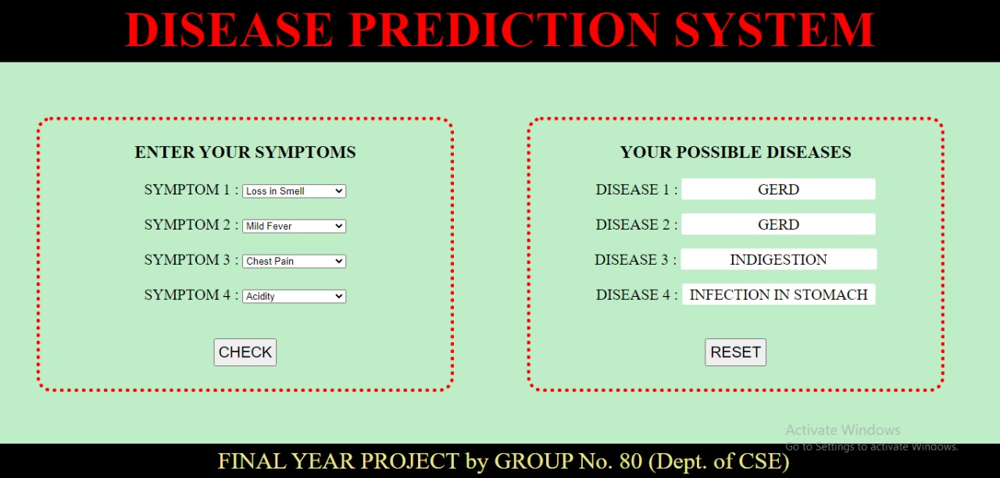 DISEASE PREDICTION SYSTEM
ENTER YOUR SYMPTOMS
SYMPTOM 1 : Loss in Smell
SYMPTOM 2 : Mild Fever
SYMPTOM 3 : Chest Pain
SYMPTOM 4 : Acidity
CHECK
YOUR POSSIBLE DISEASES
DISEASE 1 : GERD
DISEASE 2 : GERD
DISEASE 3 : INDIGESTION
DISEASE 4 : INFECTION IN STOMACH
RESET
Activate Windows
Go to Settings to activate Windows.
FINAL YEAR PROJECT by GROUP No. 80 (Dept. of CSE)